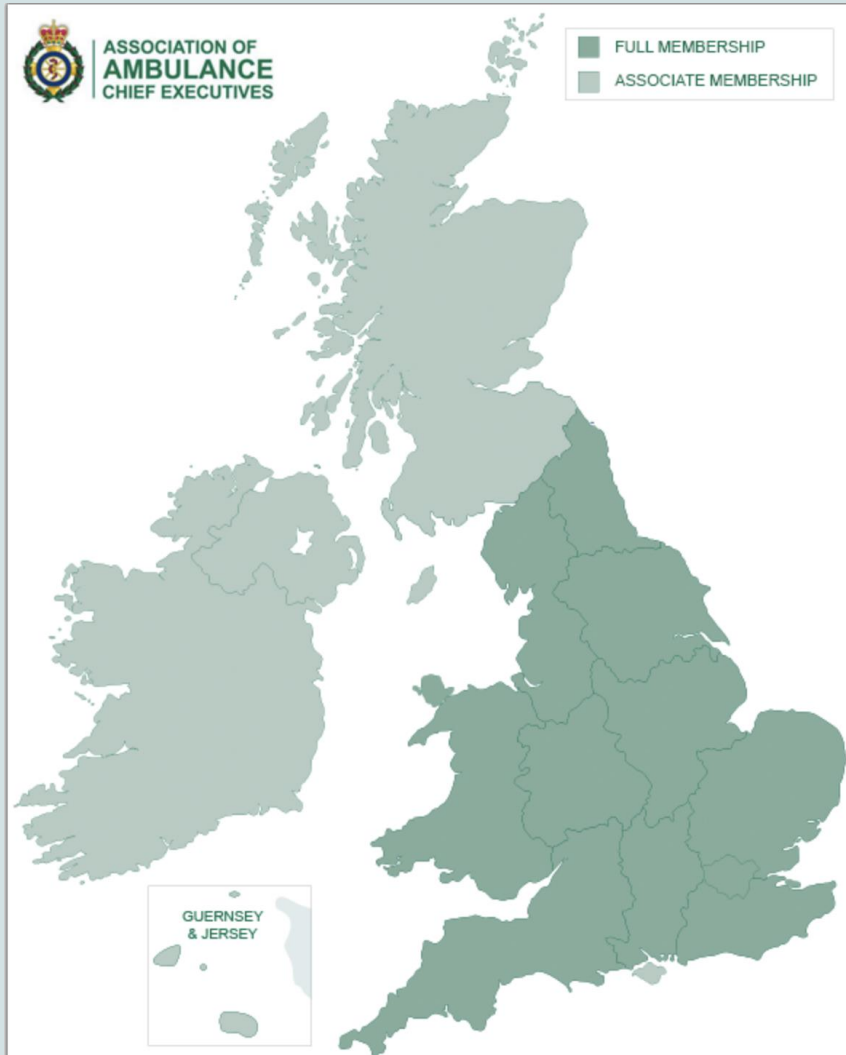 ASSOCIATION OF
AMBULANCE
CHIEF EXECUTIVES
FULL MEMBERSHIP
ASSOCIATE MEMBERSHIP
GUERNSEY
& JERSEY